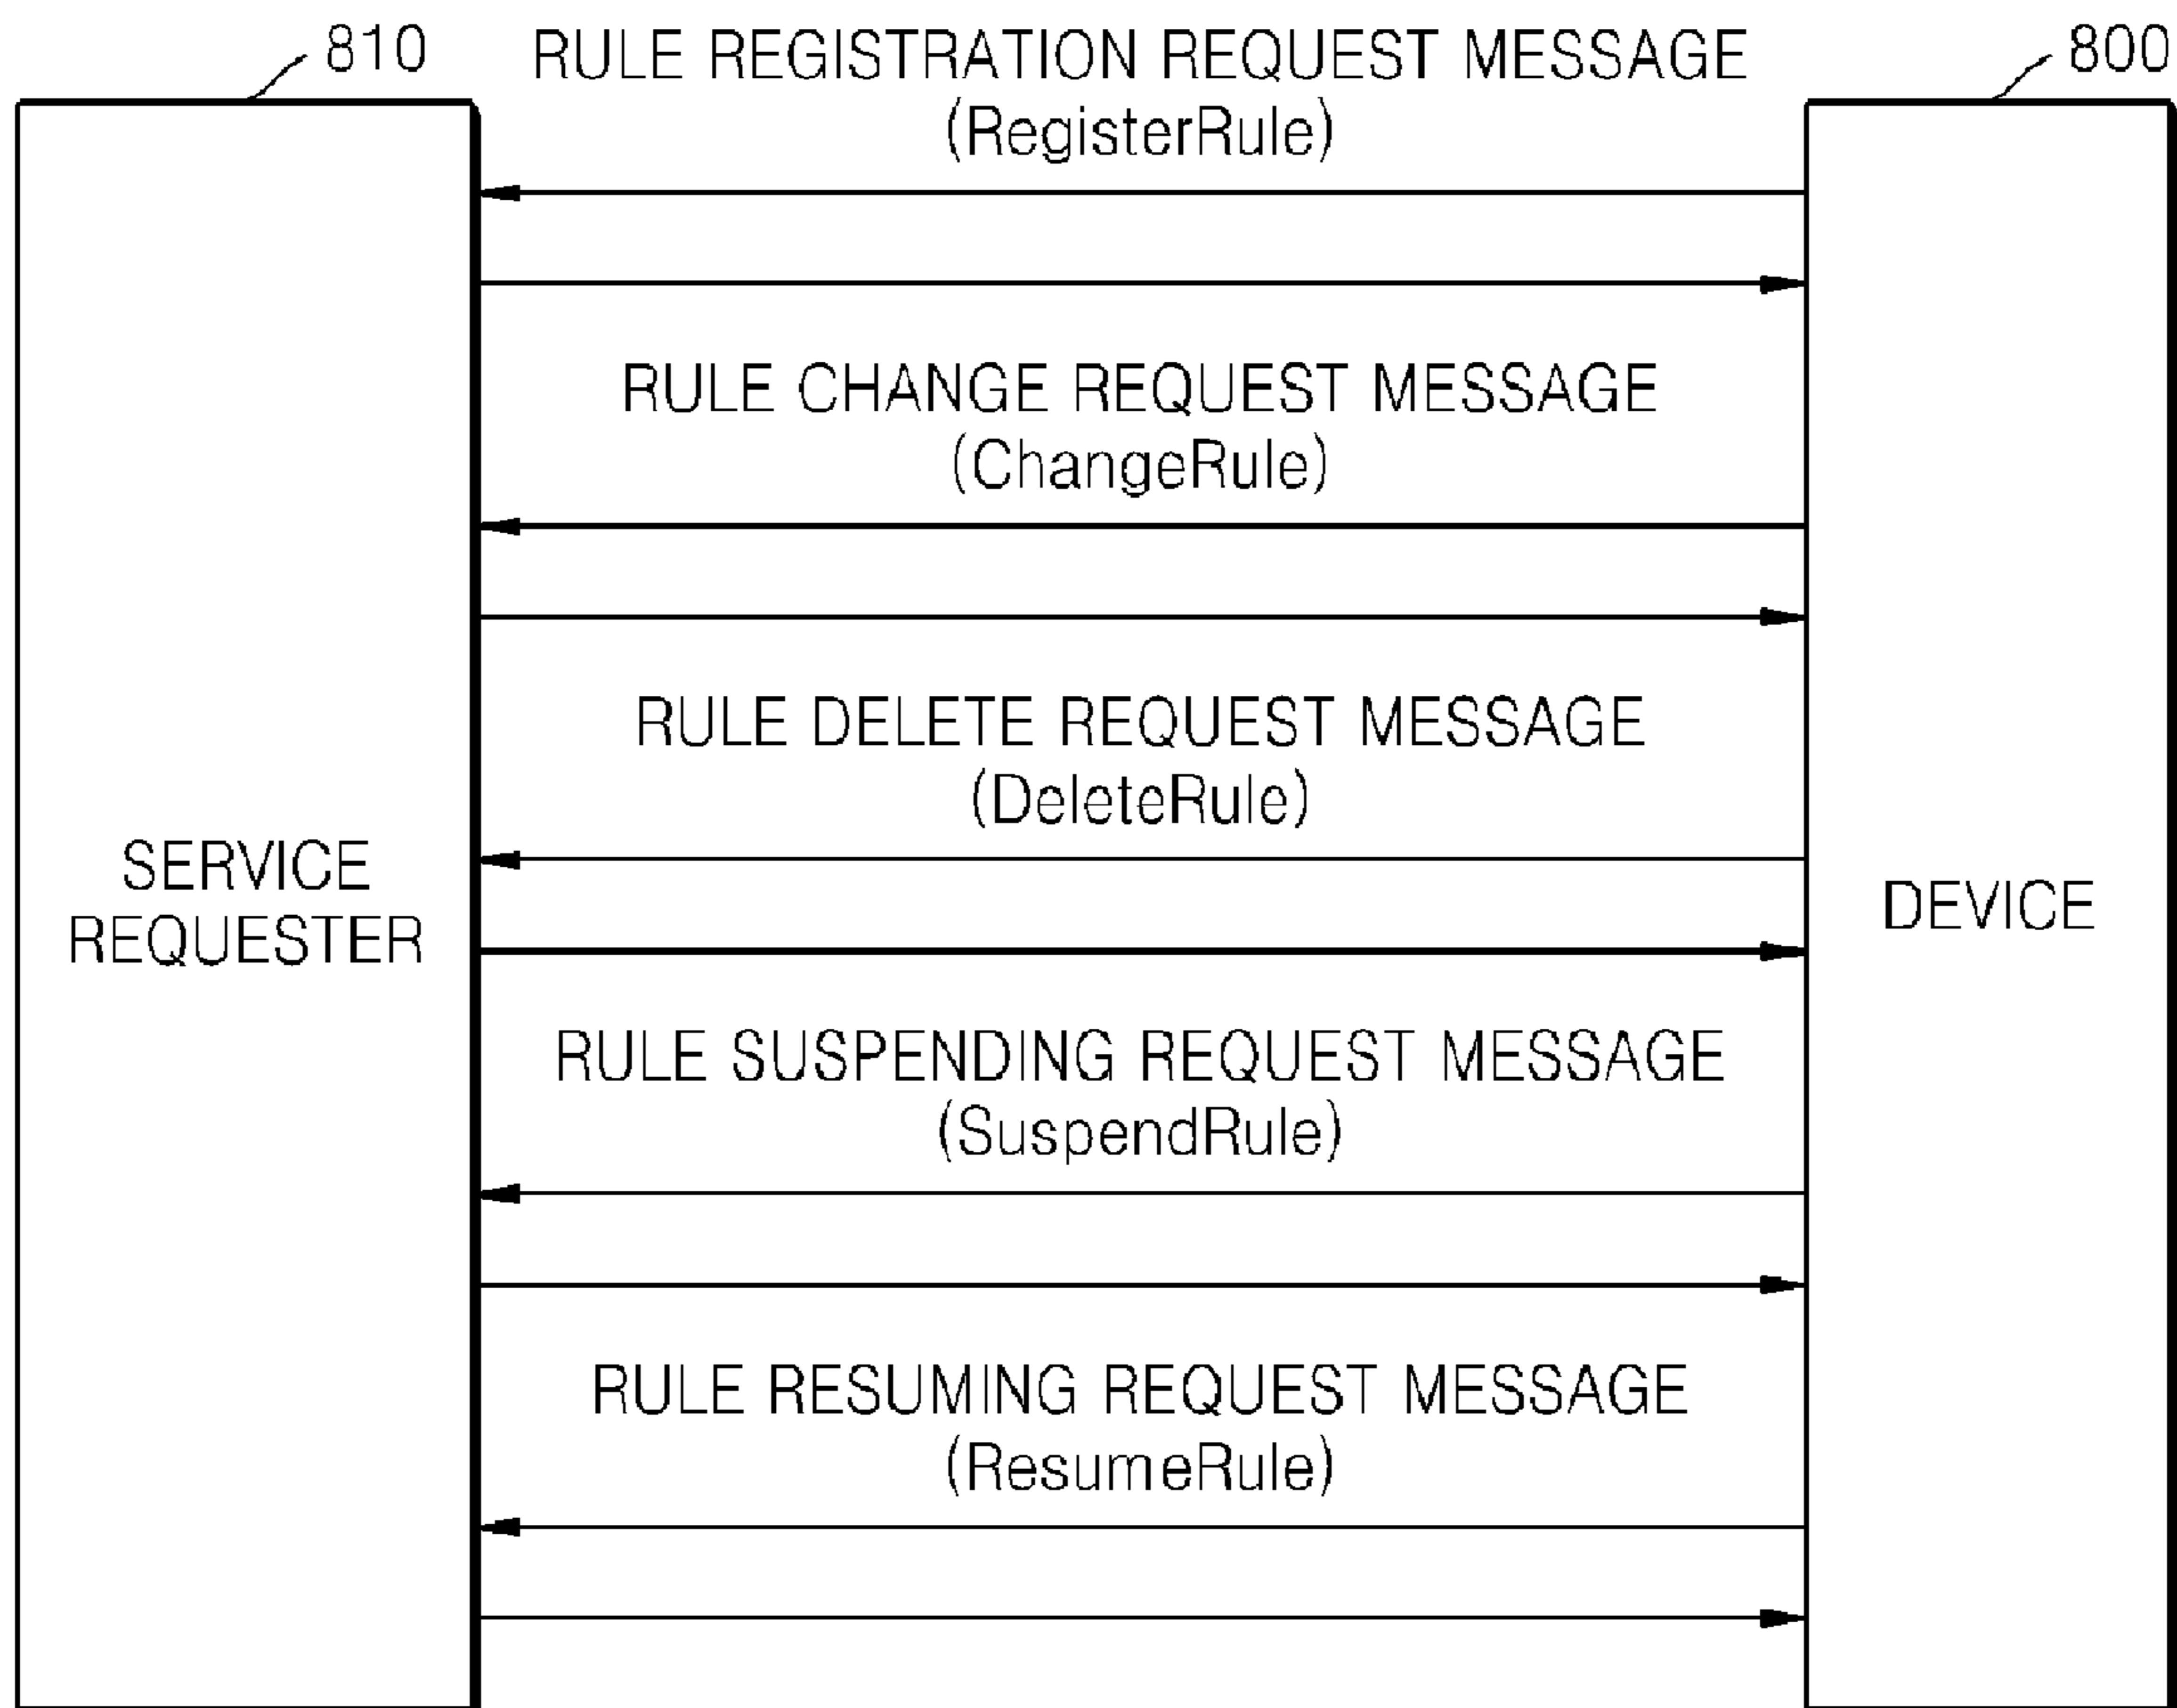 810
RULE REGISTRATION REQUEST MESSAGE
(RegisterRule)
800
RULE CHANGE REQUEST MESSAGE
(ChangeRule)
RULE DELETE REQUEST MESSAGE
(DeleteRule)
SERVICE
REQUESTER
DEVICE
RULE SUSPENDING REQUEST MESSAGE
(SuspendRule)
RULE RESUMING REQUEST MESSAGE
(ResumeRule)